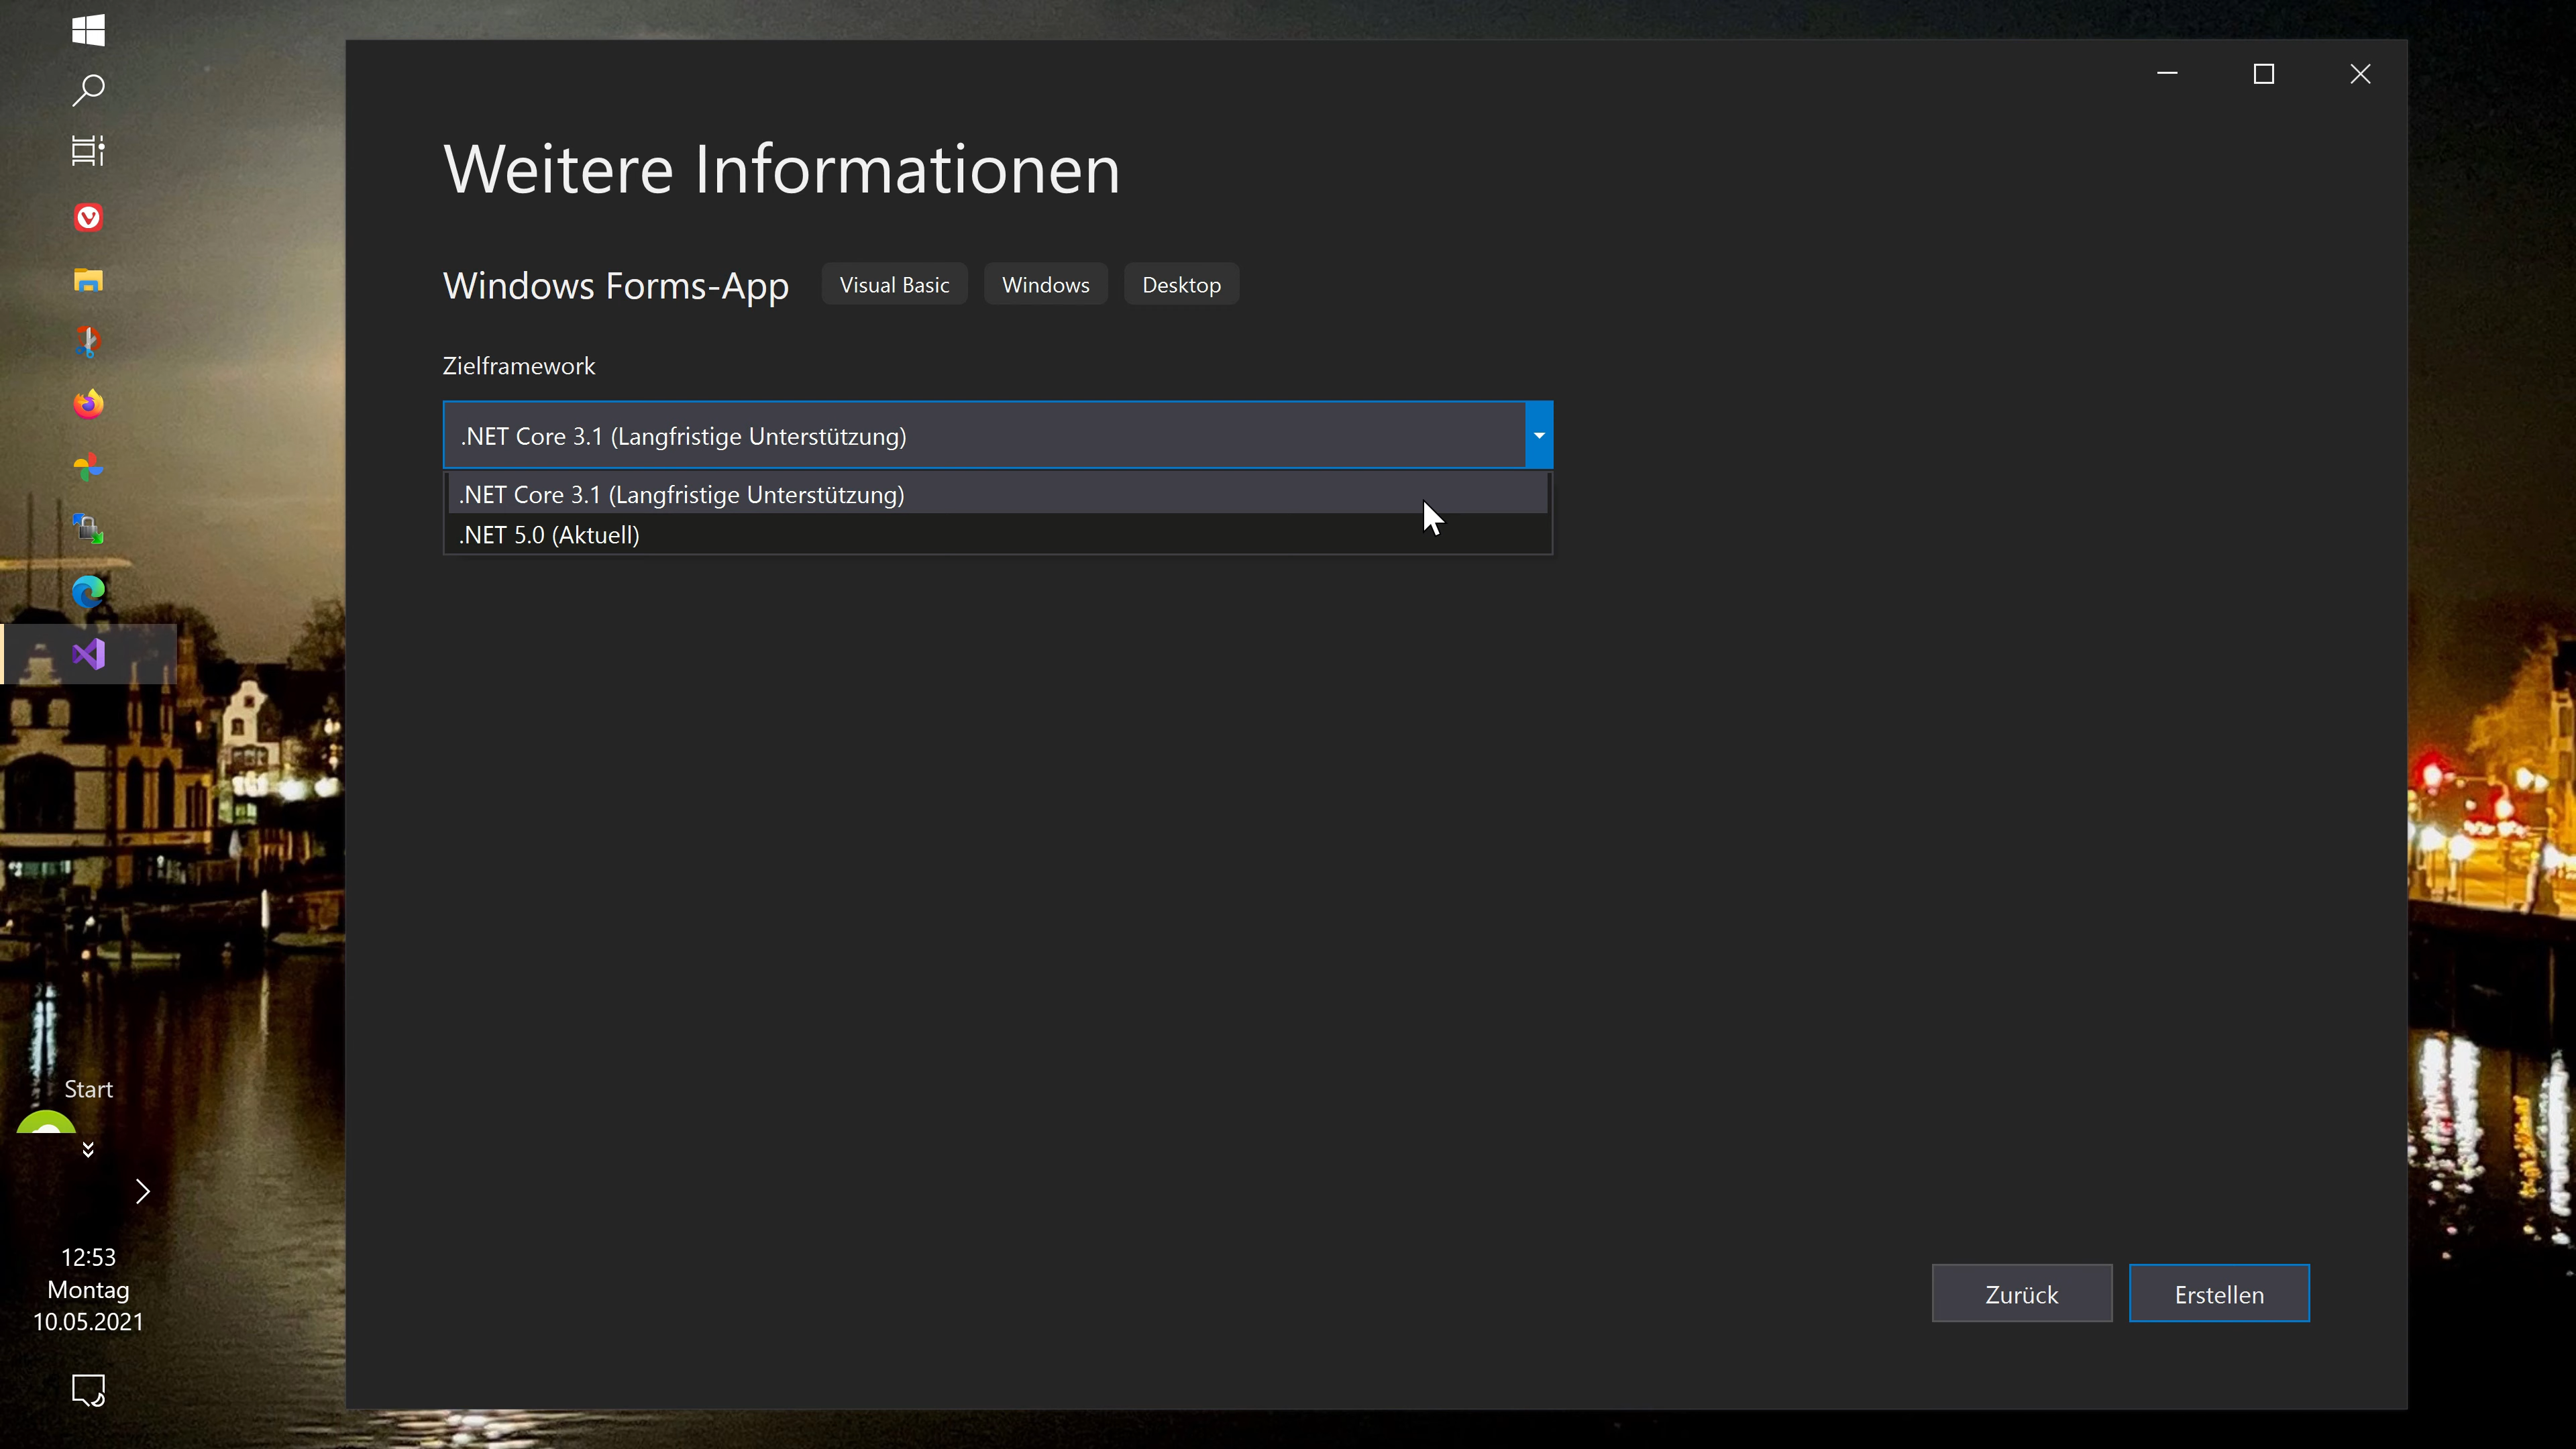 Weitere Informationen
Windows Forms-App
Visual Basic
Windows
Desktop
Zielframework
.NET Core 3.1 (Langfristige Unterstützung)
.NET Core 3.1 (Langfristige Unterstützung)
.NET 5.0 (Aktuell)
Zurück
Erstellen
Start
12:53
Montag
10.05.2021